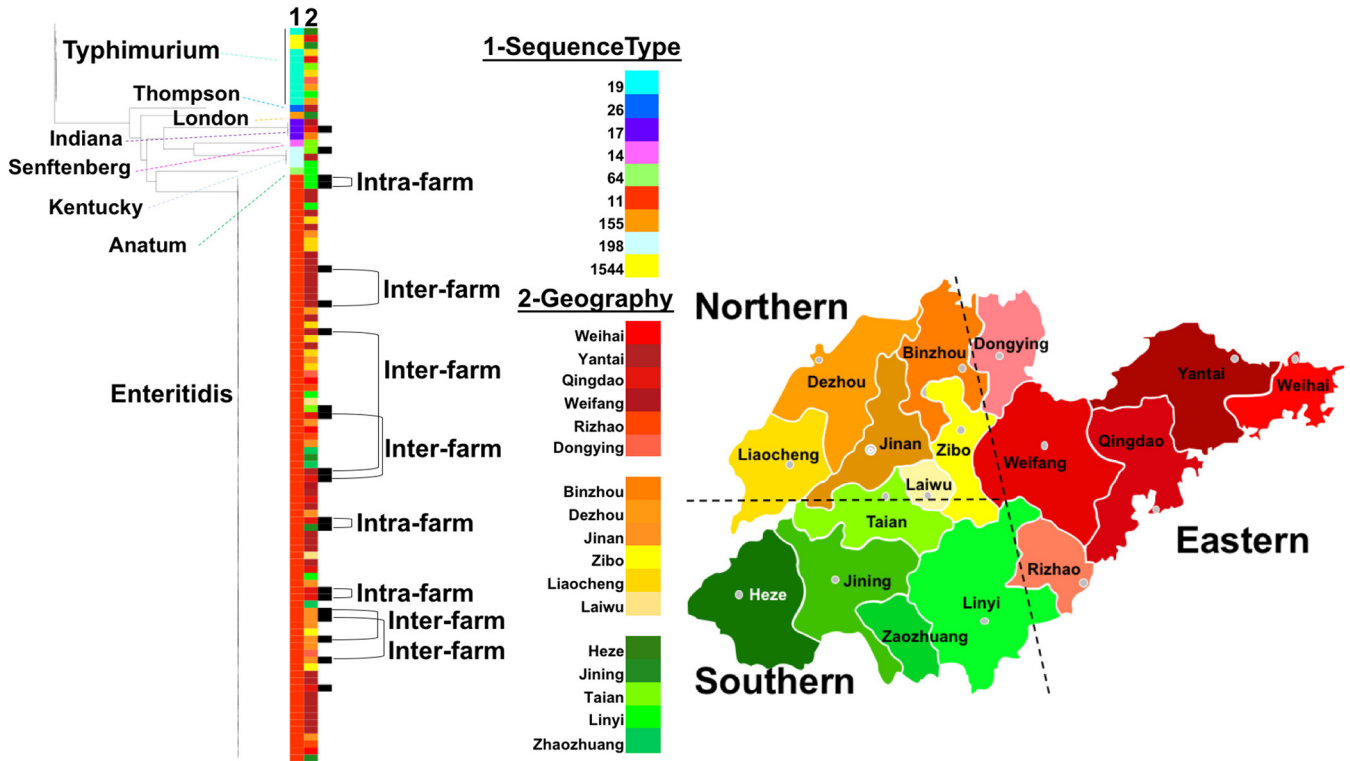 1 2
Typhimurium
Thompson
London
Indiana
Senftenberg
Kentucky
Anatum
Enteritidis
Intra-farm
Inter-farm
Inter-farm
Inter-farm
Intra-farm
Intra-farm
Inter-farm
Inter-farm
1-SequenceType
19
26
17
14
64
11
155
198
1544
2-Geography
Weihai
Yantai
Qingdao
Weifang
Rizhao
Dongying
Binzhou
Dezhou
Jinan
Zibo
Liaocheng
Laiwu
Heze
Jining
Taian
Linyi
Zhaozhuang
Northern
Dongying
Binzhou
Yantai
Dezhou
Weihai
Qingdao
Jinan
Zibo
Liaocheng
Weifang
Laiwu
Taian
Eastern
Rizhao
Jining
Heze
Linyi
Zaozhuang
Southern